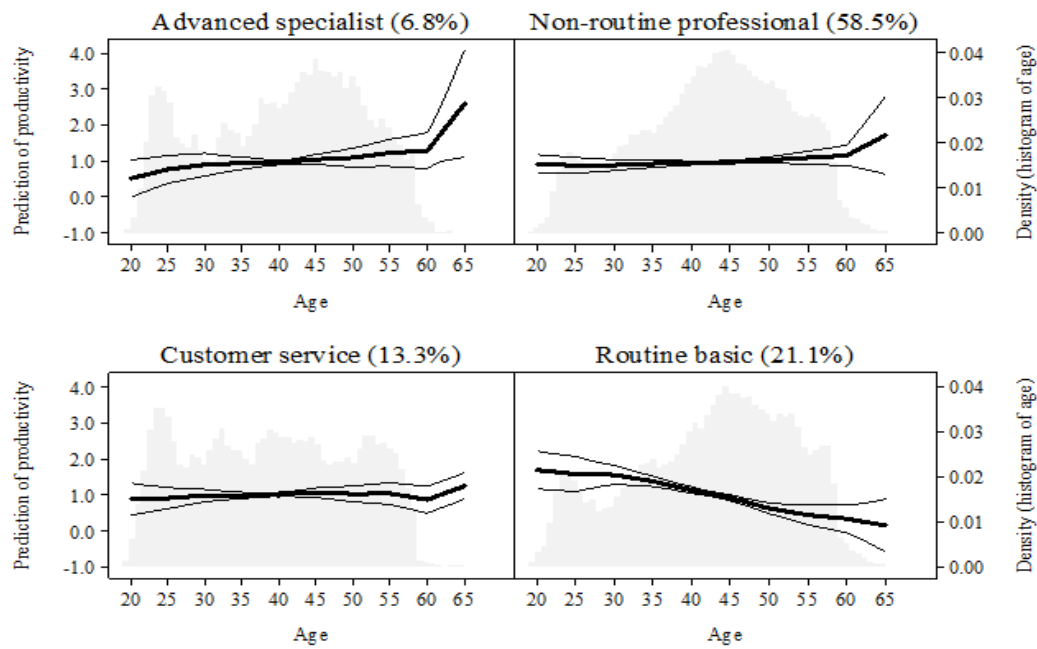 Advanced specialist (6.8%) Non-routine professional (58.5%)
Prediction of productivity
4.0
3.0
2.0
1.0
0.0
-1.0
0.04
0.03
0.02
0.01
0.00
Density (histogram of age)
20 25 30 35 40 45 50 55 60 65 20 25 30 35 40 45 50 55 60 65
Age Age
Customer service (13.3%) Routine basic (21.1%)
Prediction of productivity
4.0
3.0
2.0
1.0
0.0
-1.0
0.04
0.03
0.02
0.01
0.00
Density (histogram of age)
20 25 30 35 40 45 50 55 60 65 20 25 30 35 40 45 50 55 60 65
Age Age